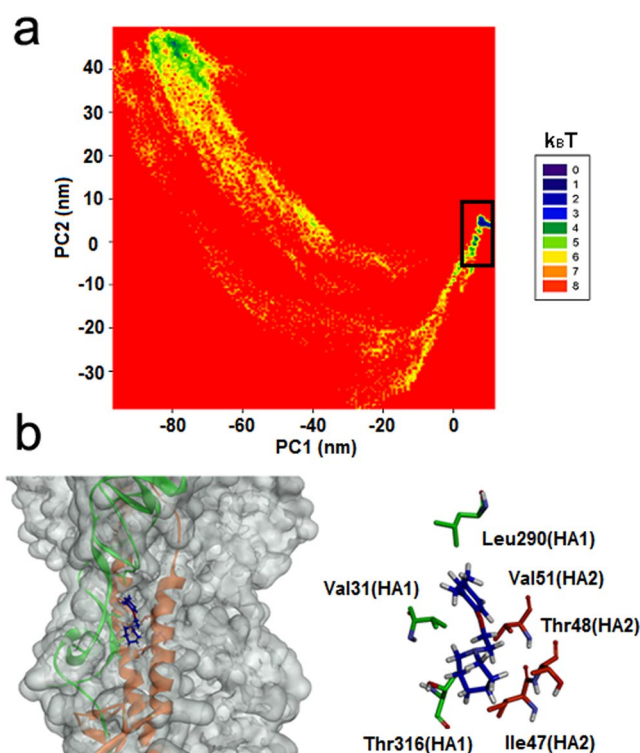 a
PC2 (nm)
40
30
20
10
0
-10
-20
-30
-80
-60
-40
-20
0
PC1 (nm)
kBT
0
1
2
3
4
5
6
7
8
b
Leu290(HA1)
Val31(HA1)
Val51(HA2)
Thr48(HA2)
Thr316(HA1)
Ile47(HA2)